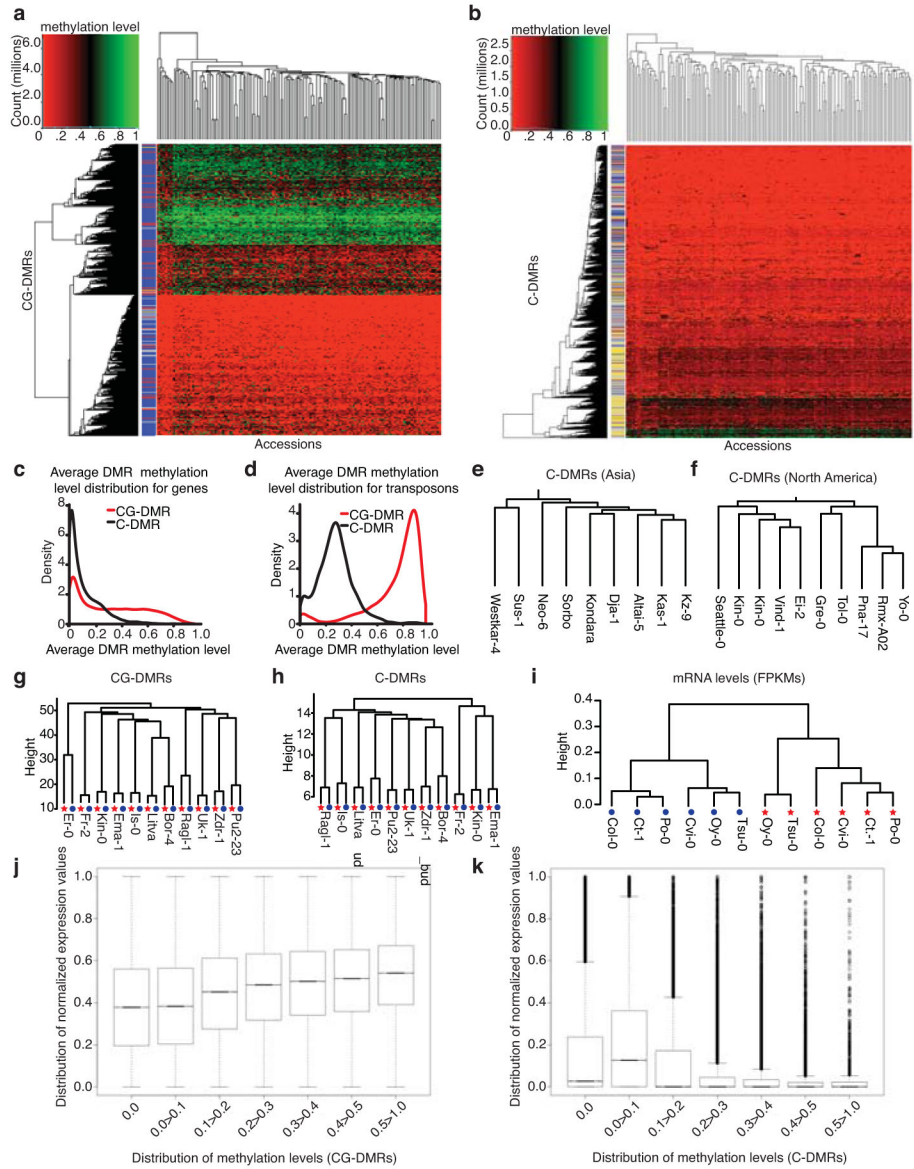 a
methylation level
Count (millions)
6.0
4.0
2.0
0.0
0 .2 .4 .6 .8 1
CG-DMRs
Accessions
b
methylation level
Count (millions)
2.5
2.0
1.5
1.0
0.5
0.0
0 .2 .4 .6 .8 1
C-DMRs
Accessions
c
Average DMR methylation
level distribution for genes
CG-DMR
C-DMR
Density
8
6
4
2
0
0 0.2 0.4 0.6 0.8 1.0
Average DMR methylation level
d
Average DMR methylation
level distribution for transposons
CG-DMR
C-DMR
Density
4
3
2
1
0
0 0.2 0.4 0.6 0.8 1.0
Average DMR methylation level
e
C-DMRs (Asia)
Westkar-4
Sus-1
Neo-6
Sorbo
Kondara
Dja-1
Altai-5
Kas-1
Kz-9
f
C-DMRs (North America)
Seattle-0
Kin-0
Kin-0
Vind-1
Ei-2
Gre-0
Tol-0
Pna-17
Rmx-A02
Yo-0
g
CG-DMRs
Height
50
40
30
20
10
Er-0
Fr-2
Kin-0
Ema-1
Is-0
Litva
Bor-4
Ragl-1
Uk-1
Zdr-1
Pu2-23
h
C-DMRs
Height
14
12
10
8
6
Ragl-1
Is-0
Litva
ud
Er-0
Pu2-23
Uk-1
Zdr-1
Bor-4
_bud
Fr-2
Kin-0
Ema-1
i
mRNA levels (FPKMs)
Height
0.4
0.3
0.2
0.1
0.0
Col-0
Ct-1
Po-0
Cvi-0
Oy-0
Tsu-0
Oy-0
Tsu-0
Col-0
Cvi-0
Ct.-1
Po-0
j
Distribution of normalized expression values
1.0
0.8
0.6
0.4
0.2
0.0
0.0
0.0>0.1
0.1>0.2
0.2>0.3
0.3>0.4
0.4>0.5
0.5>1.0
Distribution of methylation levels (CG-DMRs)
k
Distribution of normalized expression values
1.0
0.8
0.6
0.4
0.2
0.0
0.0
0.0>0.1
0.1>0.2
0.2>0.3
0.3>0.4
0.4>0.5
0.5>1.0
Distribution of methylation levels (C-DMRs)